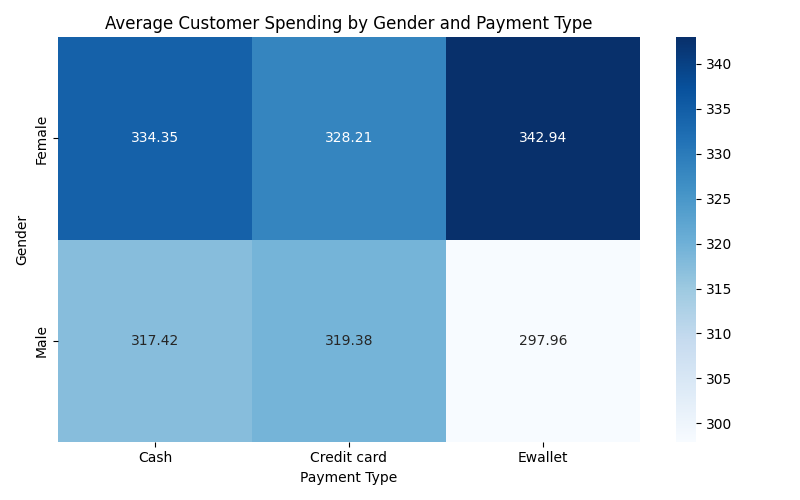 Average Customer Spending by Gender and Payment Type
Gender
Female
334.35 328.21 342.94
Male
317.42 319.38 297.96
Cash Credit card Ewallet
Payment Type
340
335
330
325
320
315
310
305
300